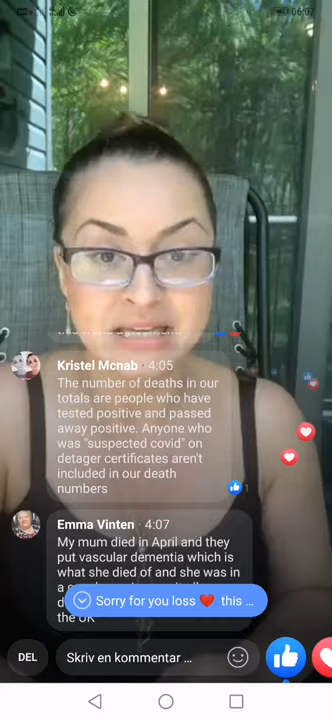 06:07
Kristel Mcnab · 4:05
The number of deaths in our
totals are people who have
tested positive and passed
away positive. Anyone who
was "suspected covid" on
detager certificates aren't
included in our death
numbers
1
Emma Vinten · 4:07
My mum died in April and they
put vascular dementia which is
what she died of and she was in
Sorry for you loss ❤️ this ...
the UK
DEL
Skriv en kommentar ...